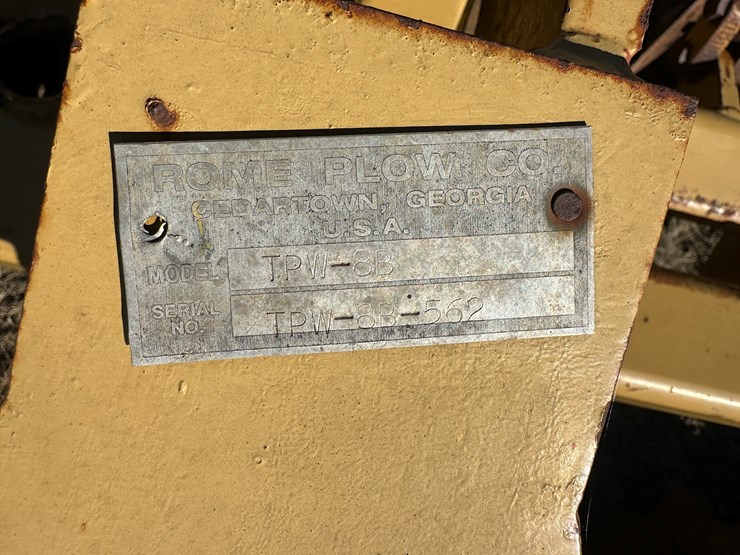 ROME PLOW CO.
CEDARTOWN, GEORGIA
U.S.A.
MODEL TPW-8B
SERIAL NO. TPW-8B-562